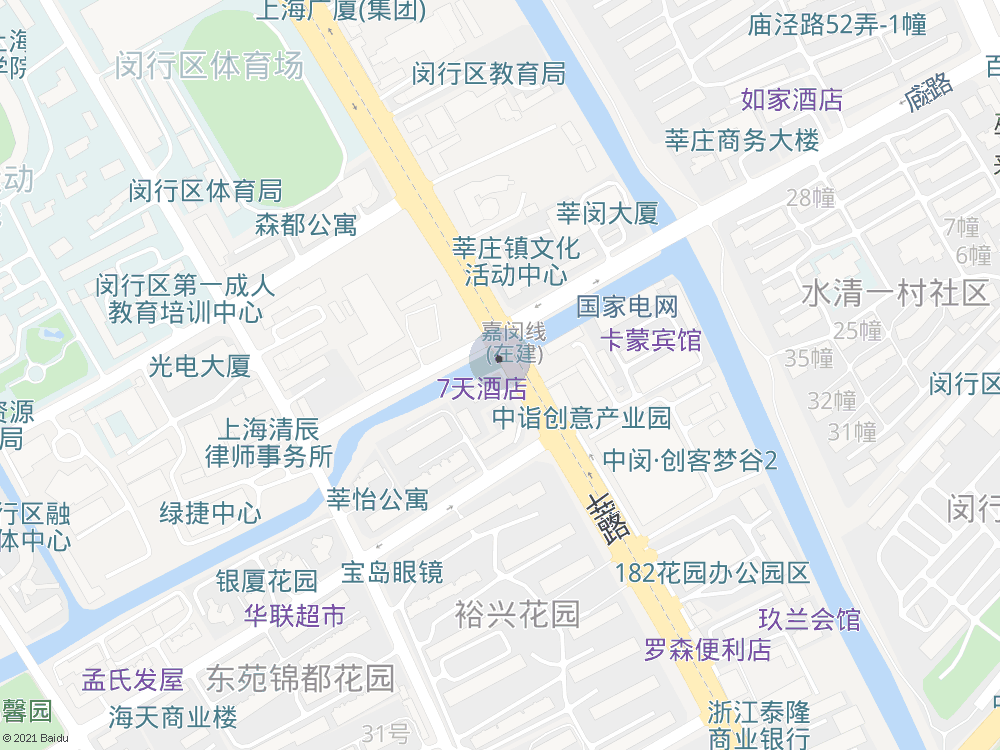 上海广厦(集团)
庙泾路52弄-1幢
闵行区体育场
闵行区教育局
如家酒店
莘庄商务大楼
闵行区体育局
28幢
森都公寓
莘闵大厦
7幢
莘庄镇文化
活动中心
6幢
闵行区第一成人
教育培训中心
水清一村社区
国家电网
嘉闵线
(在建)
25幢
卡蒙宾馆
35幢
光电大厦
7天酒店
32幢
中诣创意产业园
上海清辰
律师事务所
31幢
中闵·创客梦谷2
莘怡公寓
绿捷中心
宝岛眼镜
182花园办公园区
银厦花园
华联超市
裕兴花园
玖兰会馆
罗森便利店
孟氏发屋
东苑锦都花园
馨园
海天商业楼
浙江泰隆
商业银行
31号
© 2021 Baidu